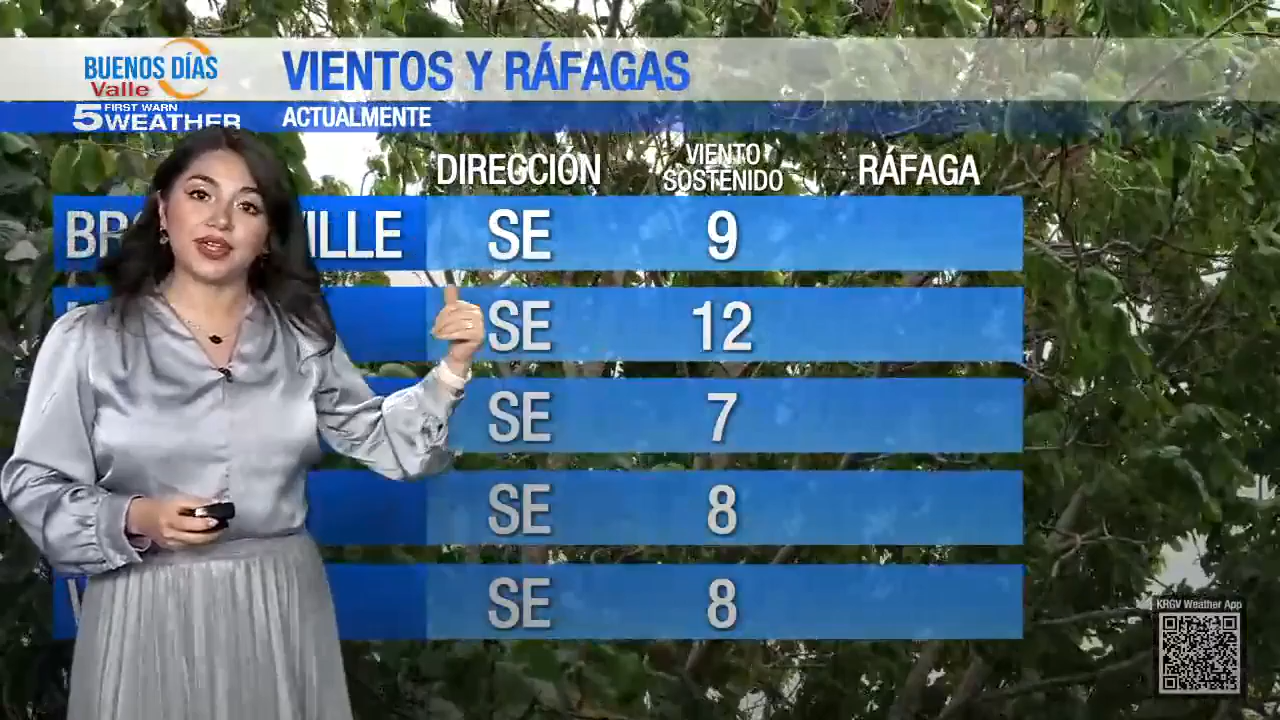 BUENOS DÍAS
Valle
FIRST WARN
5 WEATHER
VIENTOS Y RÁFAGAS
ACTUALMENTE
DIRECCIÓN VIENTO SOSTENIDO RÁFAGA
SE 9
SE 12
SE 7
SE 8
SE 8
KRGV Weather App